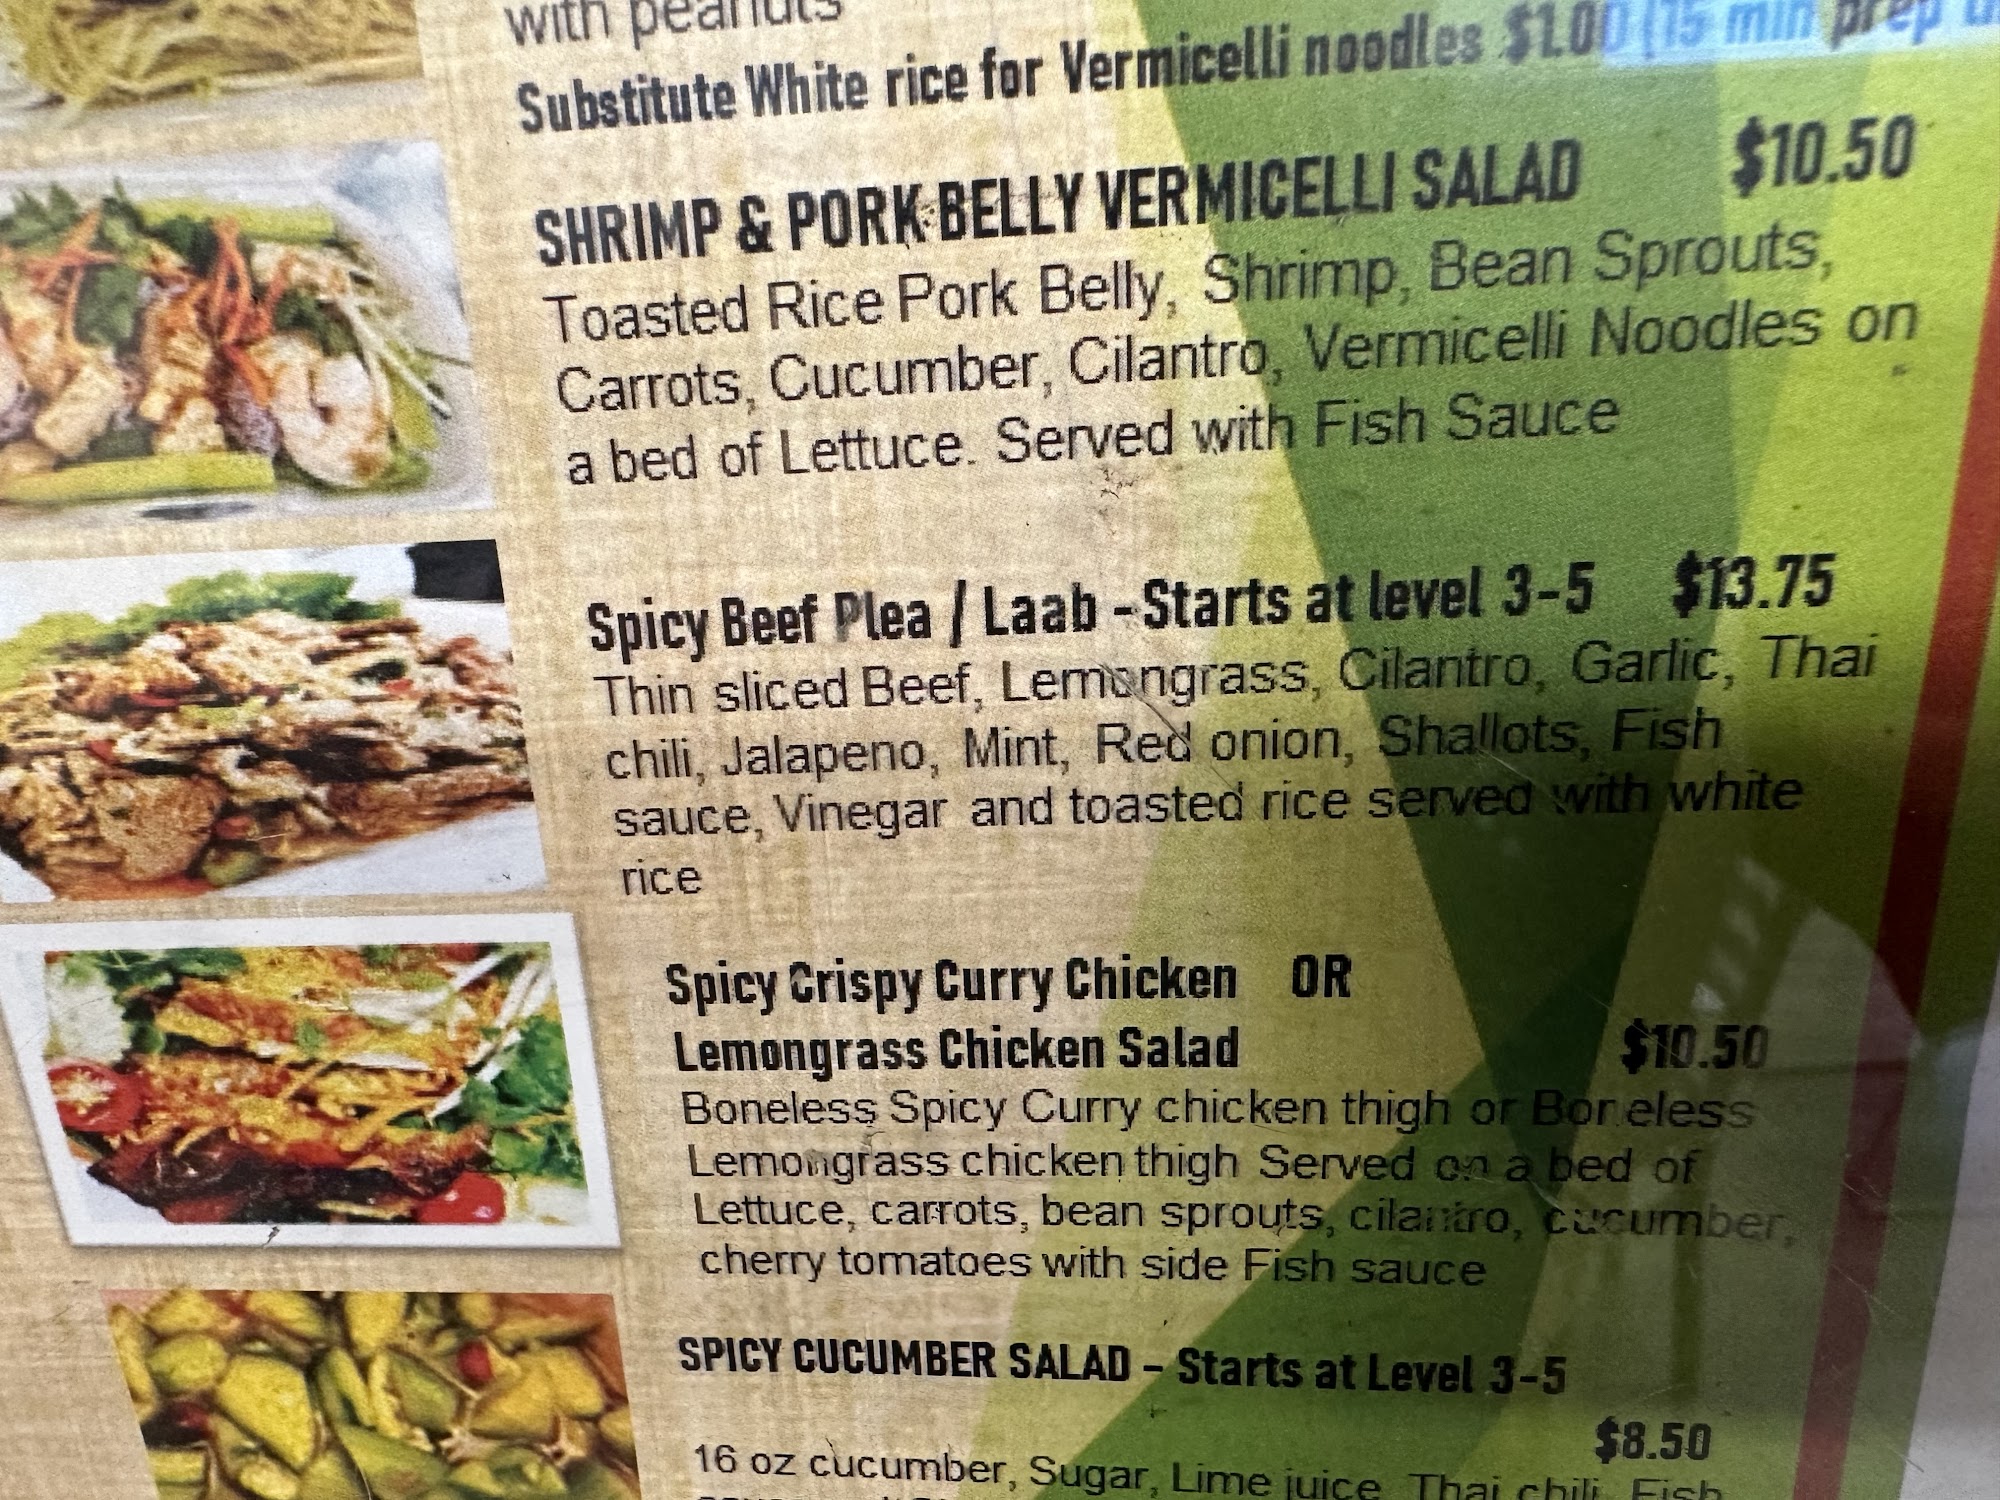 with peanuts
Substitute White rice for Vermicelli noodles $1.00 (15 min prep
SHRIMP & PORK BELLY VERMICELLI SALAD $10.50
Toasted Rice Pork Belly, Shrimp, Bean Sprouts,
Carrots, Cucumber, Cilantro, Vermicelli Noodles on
a bed of Lettuce. Served with Fish Sauce
Spicy Beef Plea / Laab - Starts at level 3-5 $13.75
Thin sliced Beef, Lemongrass, Cilantro, Garlic, Thai
chili, Jalapeno, Mint, Red onion, Shallots, Fish
sauce, Vinegar and toasted rice served with white
rice
Spicy Crispy Curry Chicken OR
Lemongrass Chicken Salad $10.50
Boneless Spicy Curry chicken thigh or Boneless
Lemongrass chicken thigh Served on a bed of
Lettuce, carrots, bean sprouts, cilantro, cucumber,
cherry tomatoes with side Fish sauce
SPICY CUCUMBER SALAD - Starts at Level 3-5
$8.50
16 oz cucumber, Sugar, Lime juice, Thai chili, Fish